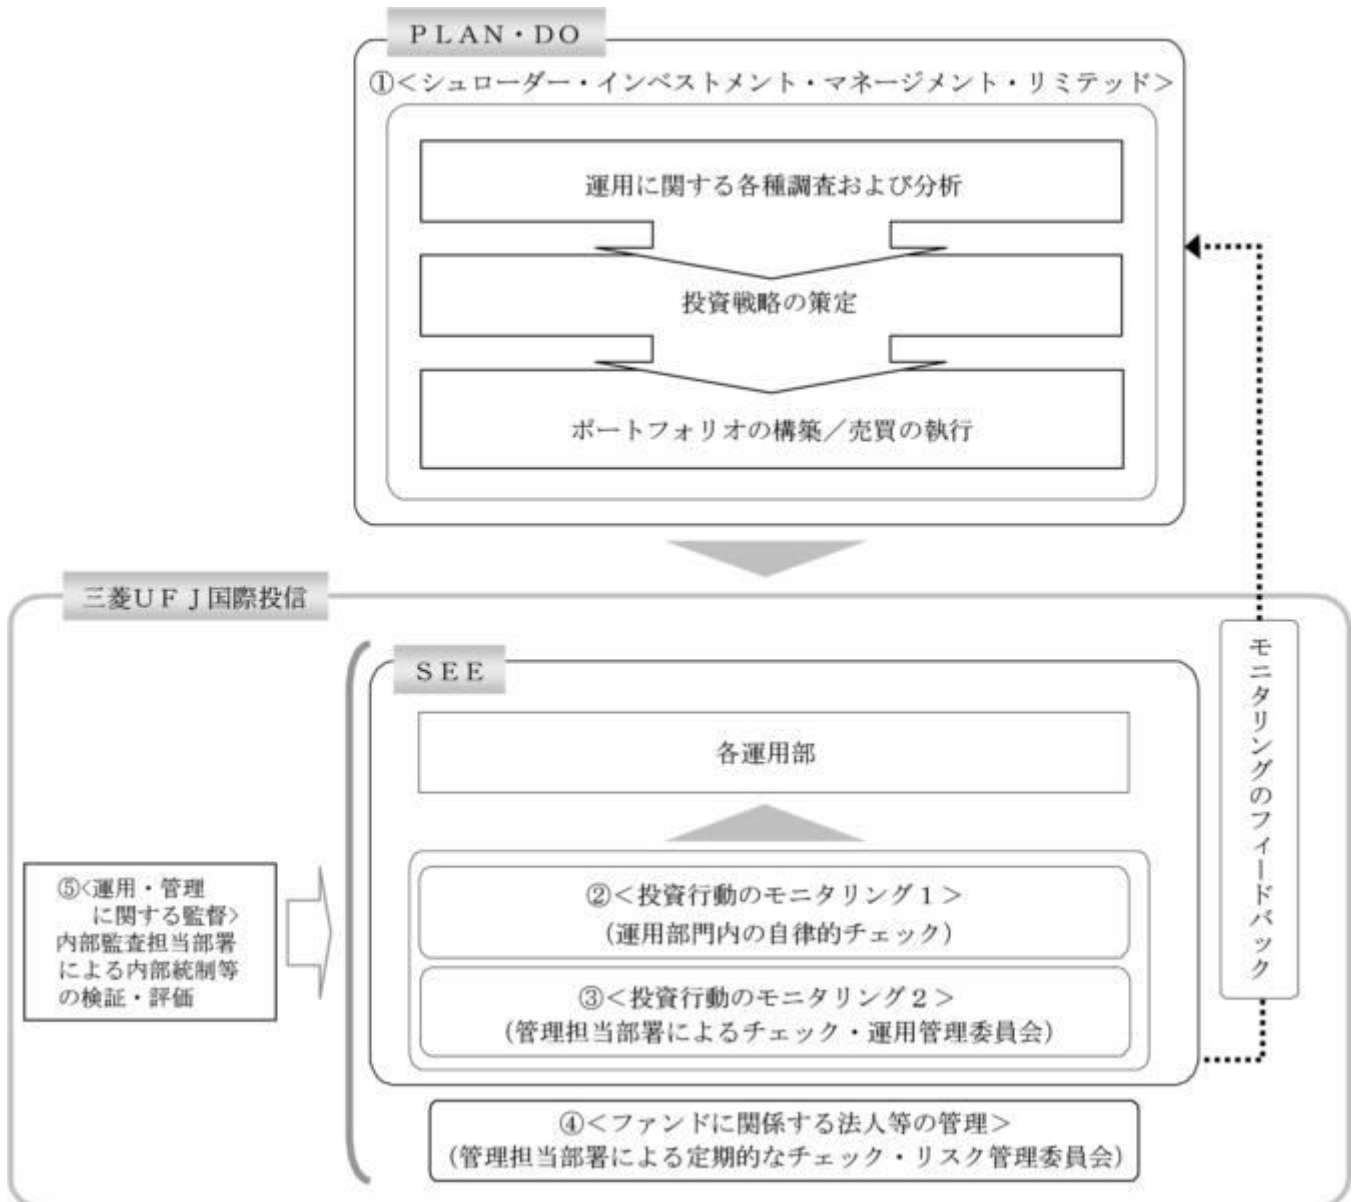 ＰＬＡＮ・ＤＯ
①＜シュローダー・インベストメント・マネージメント・リミテッド＞
運用に関する各種調査および分析
投資戦略の策定
ポートフォリオの構築／売買の執行
三菱ＵＦＪ国際投信
ＳＥＥ
各運用部
②＜投資行動のモニタリング１＞
（運用部門内の自律的チェック）
③＜投資行動のモニタリング２＞
（管理担当部署によるチェック・運用管理委員会）
④＜ファンドに関係する法人等の管理＞
（管理担当部署による定期的なチェック・リスク管理委員会）
⑤<運用・管理
に関する監督>
内部監査担当部署
による内部統制等
の検証・評価
モニタリングのフィードバック